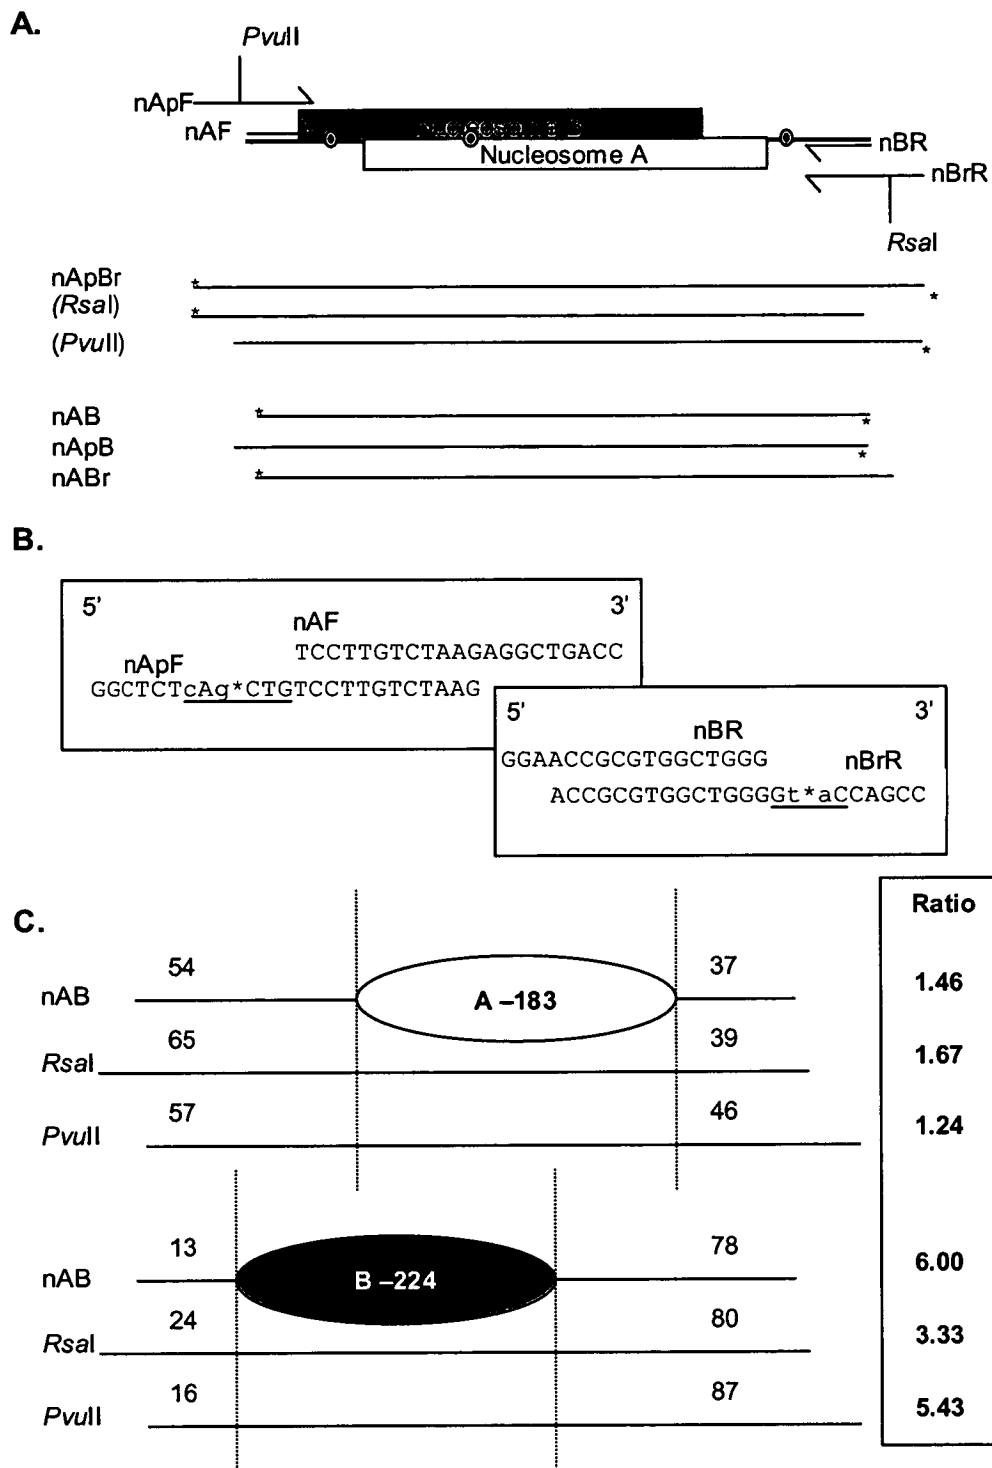 A.
PvuII
nApF
nAF
Nucleosome B
Nucleosome A
nBR
nBrR
RsaI
nApBr
(RsaI)
(PvuII)
nAB
nApB
nABr
B.
5' 3'
nAF
TCCTTGTCTAAGAGGCTGACC
nApF
GGCTCTcAg*CTGTCCTTGTCTAAG
5' 3'
nBR
GGAACCGCGTGGCTGGG
nBrR
ACCGCGTGGCTGGGGt*aCCAGCC
C.
Ratio
nAB 54 A –183 37 1.46
RsaI 65 39 1.67
PvuII 57 46 1.24
nAB 13 B –224 78 6.00
RsaI 24 80 3.33
PvuII 16 87 5.43